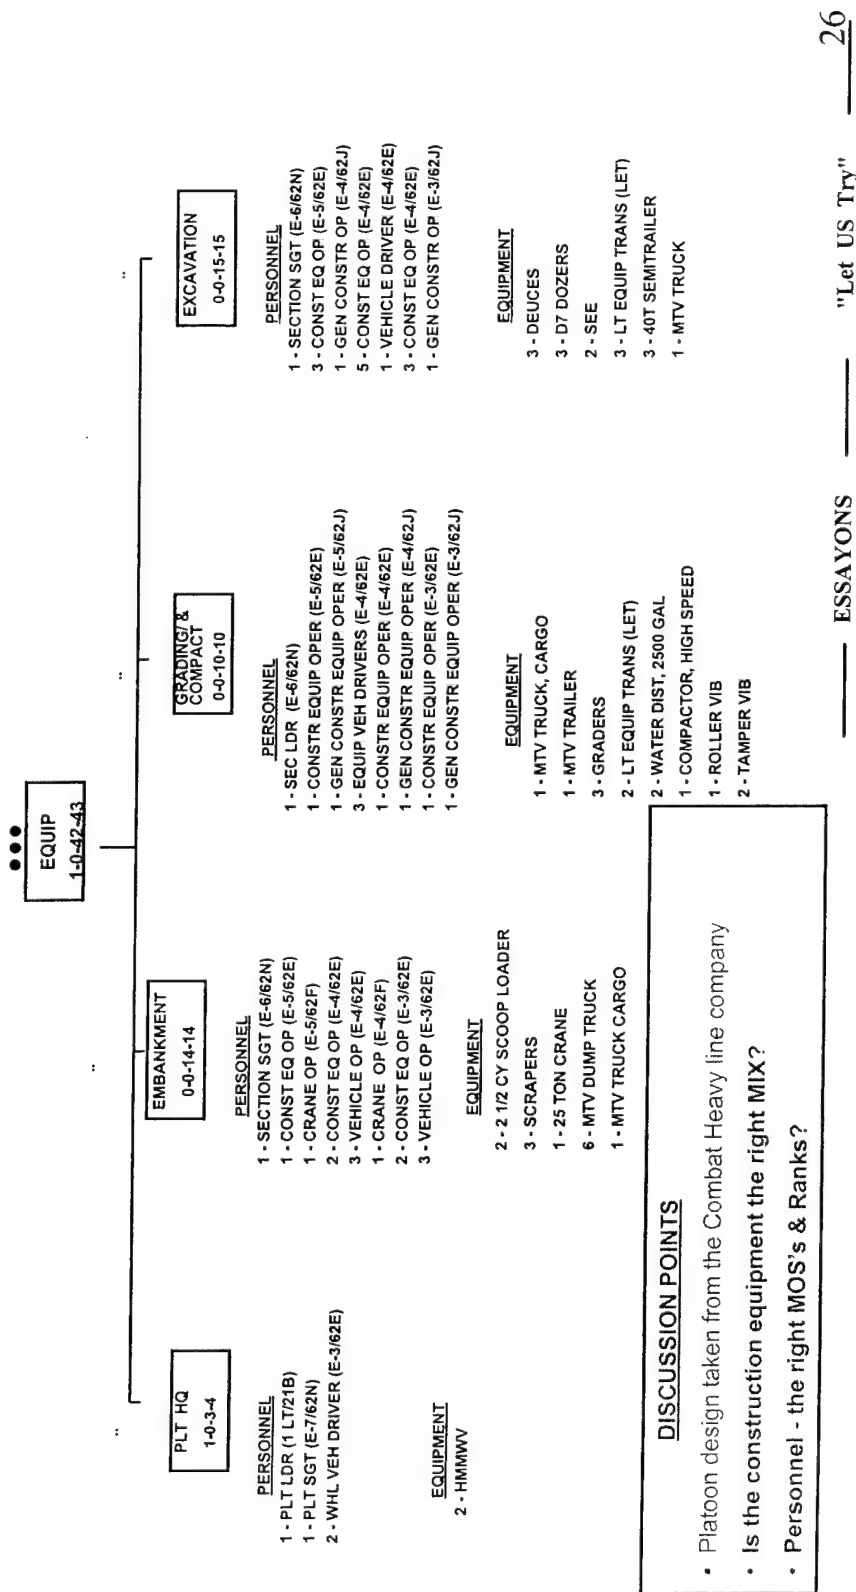 EQUIP
1-0-42-43
PLT HQ
1-0-3-4
PERSONNEL
1 - PLT LDR (1 LT/21B)
1 - PLT SGT (E-7/62N)
2 - WHL VEH DRIVER (E-3/62E)
EQUIPMENT
2 - HMMWV
EMBANKMENT
0-0-14-14
PERSONNEL
1 - SECTION SGT (E-6/62N)
1 - CONST EQ OP (E-5/62E)
1 - CRANE OP (E-5/62F)
2 - CONST EQ OP (E-4/62E)
3 - VEHICLE OP (E-4/62E)
1 - CRANE OP (E-4/62F)
2 - CONST EQ OP (E-3/62E)
3 - VEHICLE OP (E-3/62E)
EQUIPMENT
2 - 2 1/2 CY SCOOP LOADER
3 - SCRAPERS
1 - 25 TON CRANE
6 - MTV DUMP TRUCK
1 - MTV TRUCK CARGO
GRADING/ &
COMPACT
0-0-10-10
PERSONNEL
1 - SEC LDR (E-6/62N)
1 - CONSTR EQUIP OPER (E-5/62E)
1 - GEN CONSTR EQUIP OPER (E-5/62J)
3 - EQUIP VEH DRIVERS (E-4/62E)
1 - CONSTR EQUIP OPER (E-4/62E)
1 - GEN CONSTR EQUIP OPER (E-4/62J)
1 - CONSTR EQUIP OPER (E-3/62E)
1 - GEN CONSTR EQUIP OPER (E-3/62J)
EQUIPMENT
1 - MTV TRUCK, CARGO
1 - MTV TRAILER
3 - GRADERS
2 - LT EQUIP TRANS (LET)
2 - WATER DIST, 2500 GAL
1 - COMPACTOR, HIGH SPEED
1 - ROLLER VIB
2 - TAMPER VIB
EXCAVATION
0-0-15-15
PERSONNEL
1 - SECTION SGT (E-6/62N)
3 - CONST EQ OP (E-5/62E)
1 - GEN CONSTR OP (E-4/62J)
5 - CONST EQ OP (E-4/62E)
1 - VEHICLE DRIVER (E-4/62E)
3 - CONST EQ OP (E-4/62E)
1 - GEN CONSTR OP (E-3/62J)
EQUIPMENT
3 - DEUCES
3 - D7 DOZERS
2 - SEE
3 - LT EQUIP TRANS (LET)
3 - 40T SEMITRAILER
1 - MTV TRUCK
DISCUSSION POINTS
• Platoon design taken from the Combat Heavy line company
• Is the construction equipment the right MIX?
• Personnel - the right MOS's & Ranks?
ESSAYONS
"Let US Try"
26